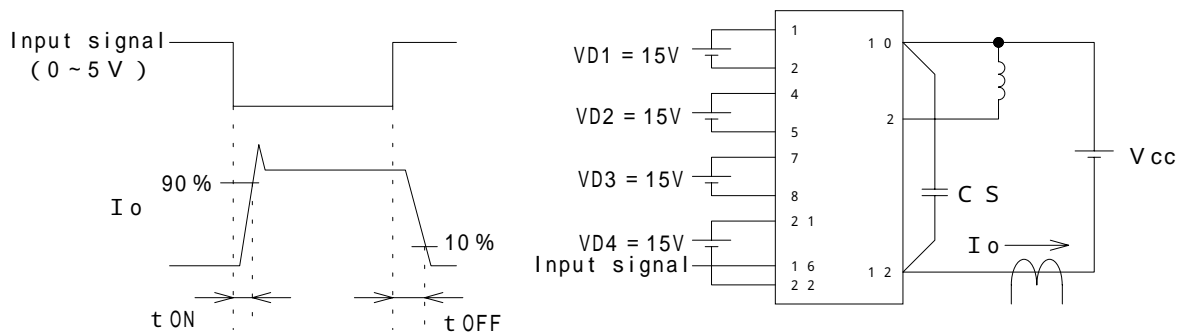 Input signal
(0~5V)
90%
Io
10%
tON
tOFF
VD1=15V
1
2
VD2=15V
4
5
VD3=15V
7
8
VD4=15V
21
Input signal
16
22
10
2
12
CS
Vcc
Io